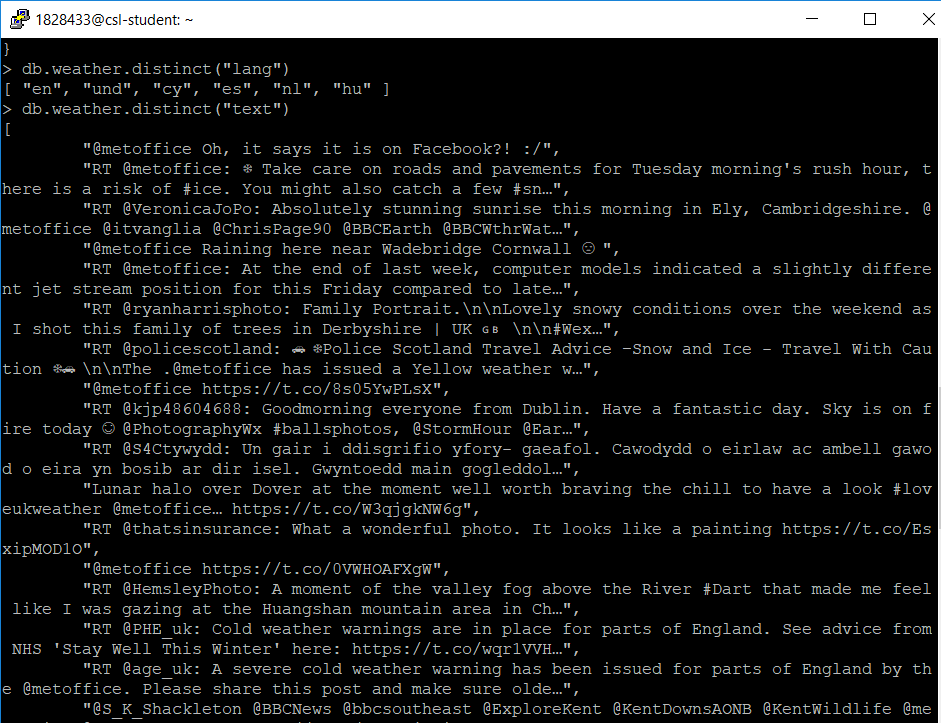 1828433@csl-student: ~
}
> db.weather.distinct("lang")
[ "en", "und", "cy", "es", "nl", "hu" ]
> db.weather.distinct("text")
[
"@metoffice Oh, it says it is on Facebook?! :/",
"RT @metoffice: ❄ Take care on roads and pavements for Tuesday morning's rush hour, t
here is a risk of #ice. You might also catch a few #sn…",
"RT @VeronicaJoPo: Absolutely stunning sunrise this morning in Ely, Cambridgeshire. @
metoffice @itvanglia @ChrisPage90 @BBCEarth @BBCWthrWat…",
"@metoffice Raining here near Wadebridge Cornwall ☹ ",
"RT @metoffice: At the end of last week, computer models indicated a slightly differe
nt jet stream position for this Friday compared to late…",
"RT @ryanharrisphoto: Family Portrait.\n\nLovely snowy conditions over the weekend as
I shot this family of trees in Derbyshire | UK 🇬🇧 \n\n#Wex…",
"RT @policescotland: 🚗 ❄Police Scotland Travel Advice –Snow and Ice - Travel With Cau
tion ❄🚗 \n\nThe .@metoffice has issued a Yellow weather w…",
"@metoffice https://t.co/8s05YwPLsX",
"RT @kjp48604688: Goodmorning everyone from Dublin. Have a fantastic day. Sky is on f
ire today ☺ @PhotographyWx #ballsphotos, @StormHour @Ear…",
"RT @S4Ctywydd: Un gair i ddisgrifio yfory- gaeafol. Cawodydd o eirlaw ac ambell gawo
d o eira yn bosib ar dir isel. Gwyntoedd main gogleddol…",
"Lunar halo over Dover at the moment well worth braving the chill to have a look #lov
eukweather @metoffice… https://t.co/W3qjgkNW6g",
"RT @thatsinsurance: What a wonderful photo. It looks like a painting https://t.co/Es
xipMOD1O",
"@metoffice https://t.co/0VWHOAFXgW",
"RT @HemsleyPhoto: A moment of the valley fog above the River #Dart that made me feel
like I was gazing at the Huangshan mountain area in Ch…",
"RT @PHE_uk: Cold weather warnings are in place for parts of England. See advice from
NHS 'Stay Well This Winter' here: https://t.co/wqr1VVH…",
"RT @age_uk: A severe cold weather warning has been issued for parts of England by th
e @metoffice. Please share this post and make sure olde…",
"@S_K_Shackleton @BBCNews @bbcsoutheast @ExploreKent @KentDownsAONB @KentWildlife @me